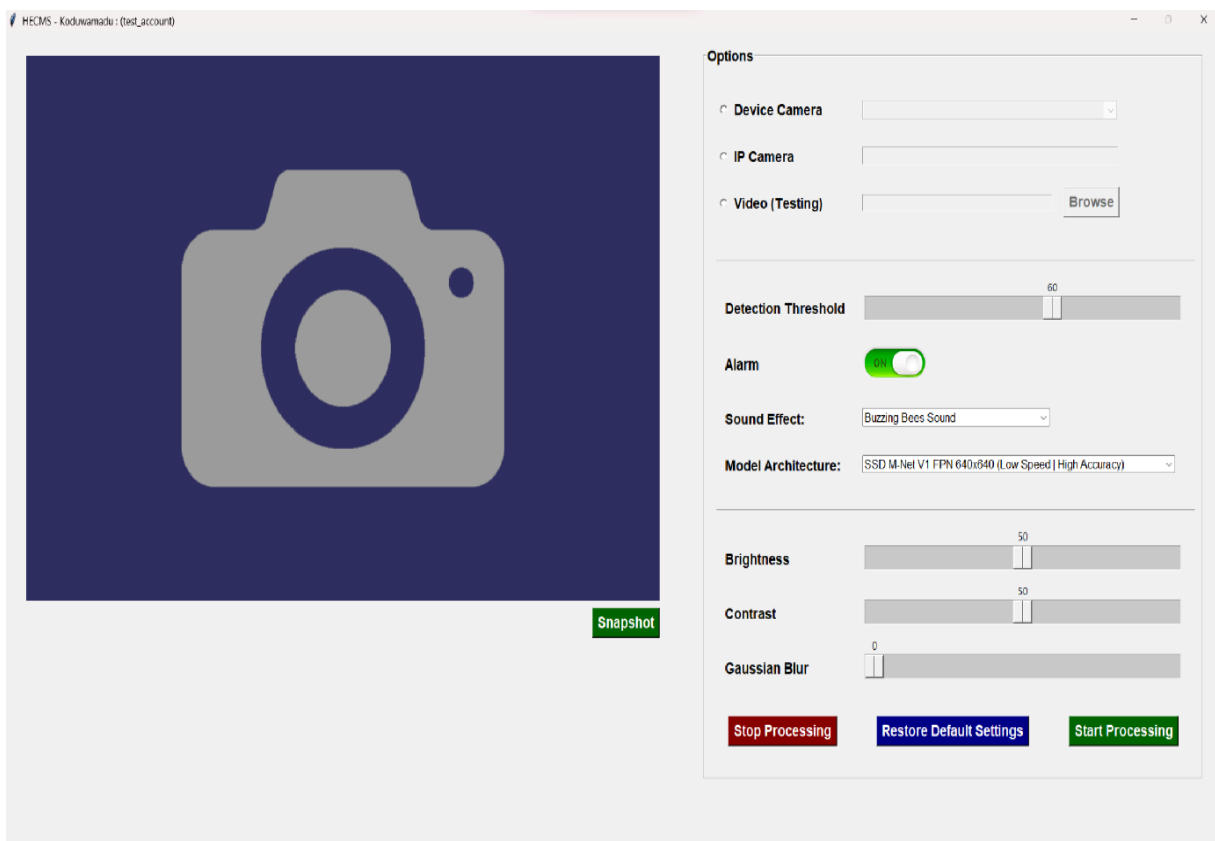 HECMS - Koduwamadu : (test_account)
Options
Device Camera
IP Camera
Video (Testing) Browse
60
Detection Threshold
Alarm ON
Sound Effect: Buzzing Bees Sound
Model Architecture: SSD M-Net V1 FPN 640x640 (Low Speed | High Accuracy)
50
Brightness
50
Contrast
0
Gaussian Blur
Snapshot
Stop Processing Restore Default Settings Start Processing